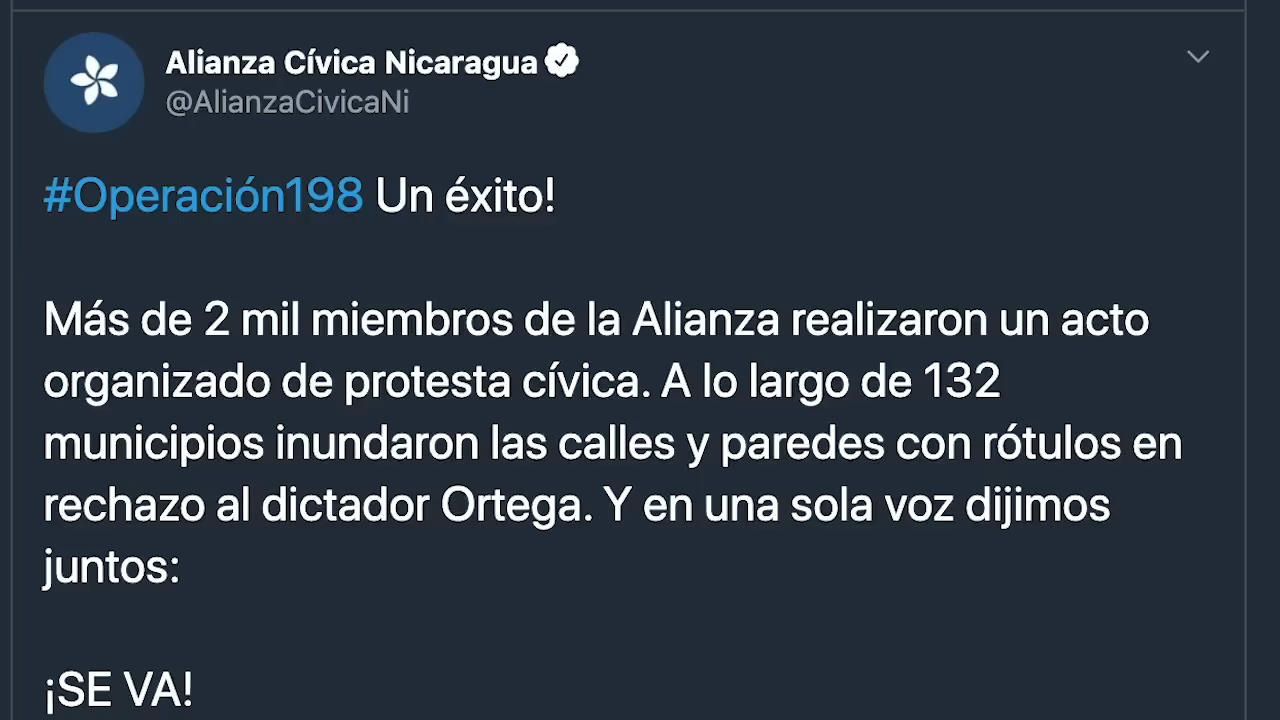 Alianza Cívica Nicaragua
@AlianzaCivicaNi
#Operación198 Un éxito!
Más de 2 mil miembros de la Alianza realizaron un acto
organizado de protesta cívica. A lo largo de 132
municipios inundaron las calles y paredes con rótulos en
rechazo al dictador Ortega. Y en una sola voz dijimos
juntos:
¡SE VA!